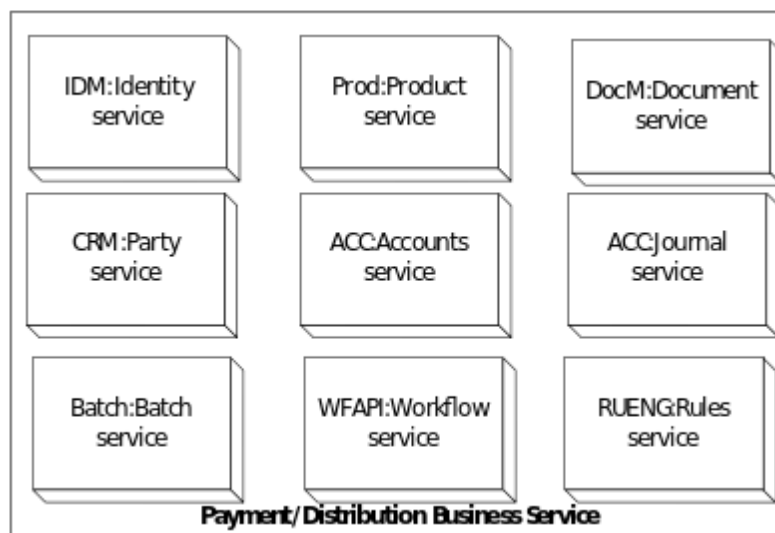 IDM:Identity
service
Prod:Product
service
DocM:Document
service
CRM:Party
service
ACC:Accounts
service
ACC:Journal
service
Batch:Batch
service
WFAPI:Workflow
service
RUENG:Rules
service
Payment/Distribution Business Service